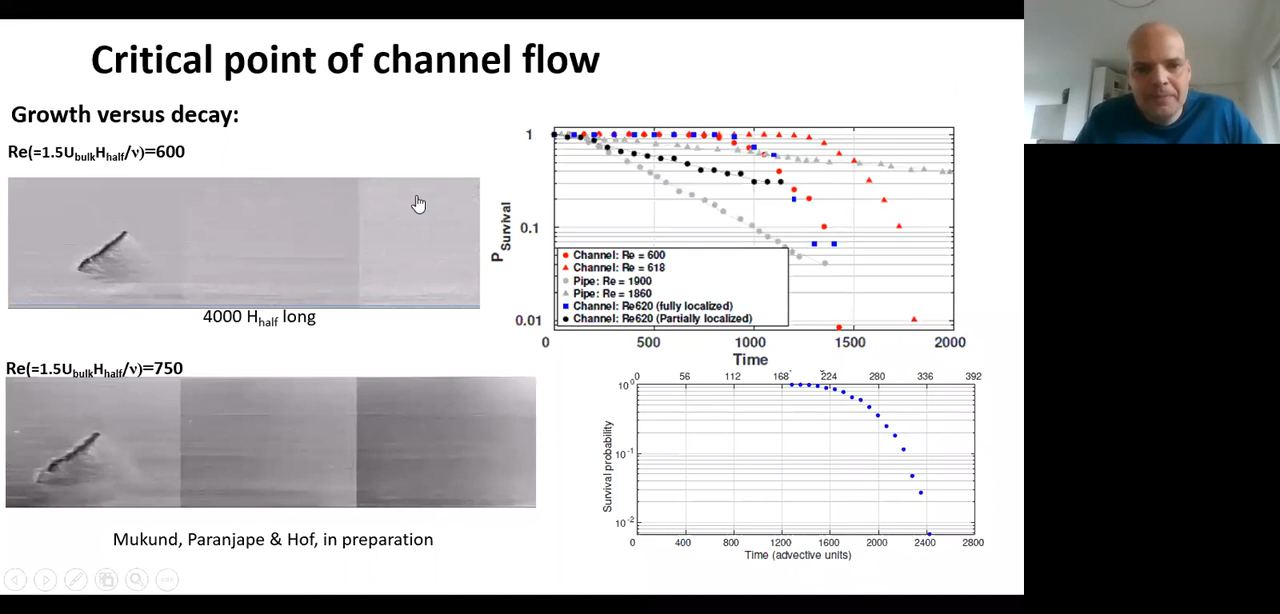 Critical point of channel flow
Growth versus decay:
Re(=1.5UbulkHhalf/ν)=600
4000 Hhalf long
Re(=1.5UbulkHhalf/ν)=750
Mukund, Paranjape & Hof, in preparation
PSurvival
1
0.1
0.01
Channel: Re = 600
Channel: Re = 618
Pipe: Re = 1900
Pipe: Re = 1860
Channel: Re620 (fully localized)
Channel: Re620 (Partially localized)
0 500 1000 1500 2000
Time
0 56 112 168 224 280 336 392
Survival probability
10^0
10^-1
10^-2
0 400 800 1200 1600 2000 2400 2800
Time (advective units)